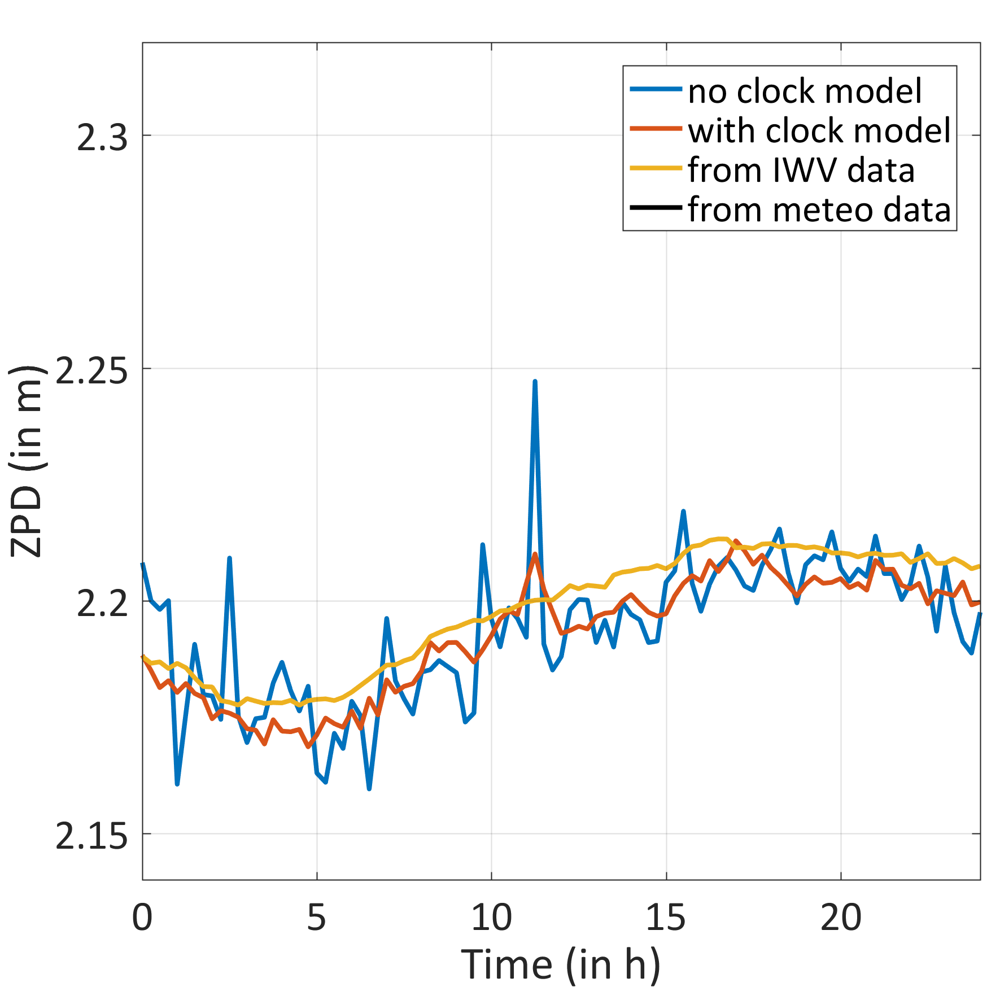 no clock model
with clock model
from IWV data
from meteo data
2.3
2.25
2.2
2.15
ZPD (in m)
0 5 10 15 20
Time (in h)